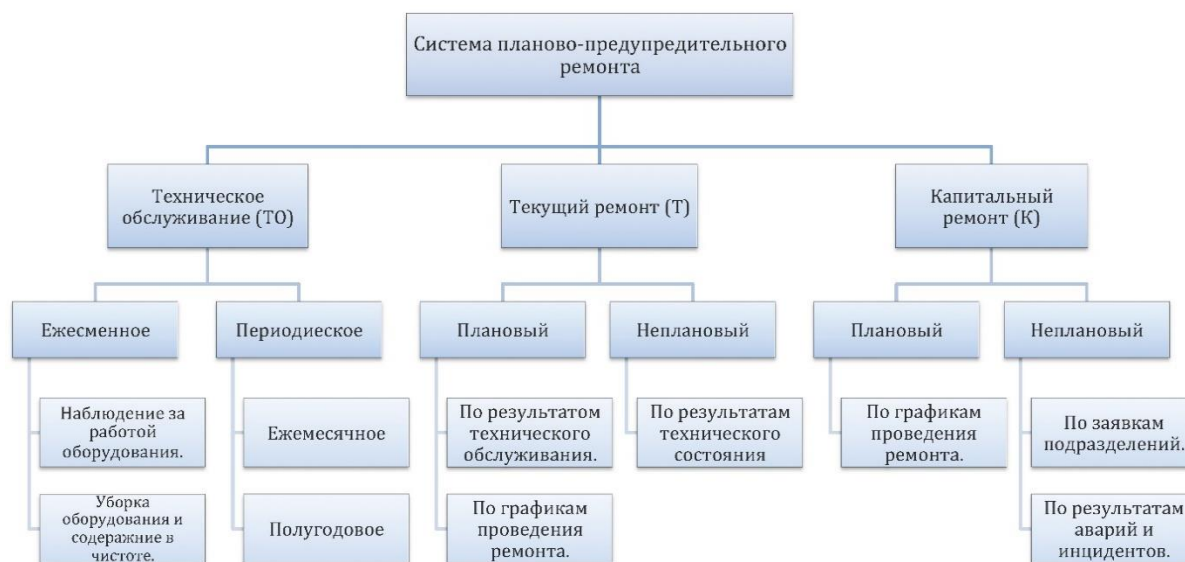 Система планово-предупредительного
ремонта
Техническое
обслуживание (ТО)
Текущий ремонт (Т)
Капитальный
ремонт (К)
Ежесменное
Периодиеское
Плановый
Неплановый
Плановый
Неплановый
Наблюдение за
работой
оборудования.
Ежемесячное
По результатом
технического
обслуживания.
По результатам
технического
состояния
По графикам
проведения
ремонта.
По заявкам
подразделений.
Уборка
оборудования и
содеражние в
чистоте.
Полугодовое
По графикам
проведения
ремонта.
По результатам
аварий и
инцидентов.